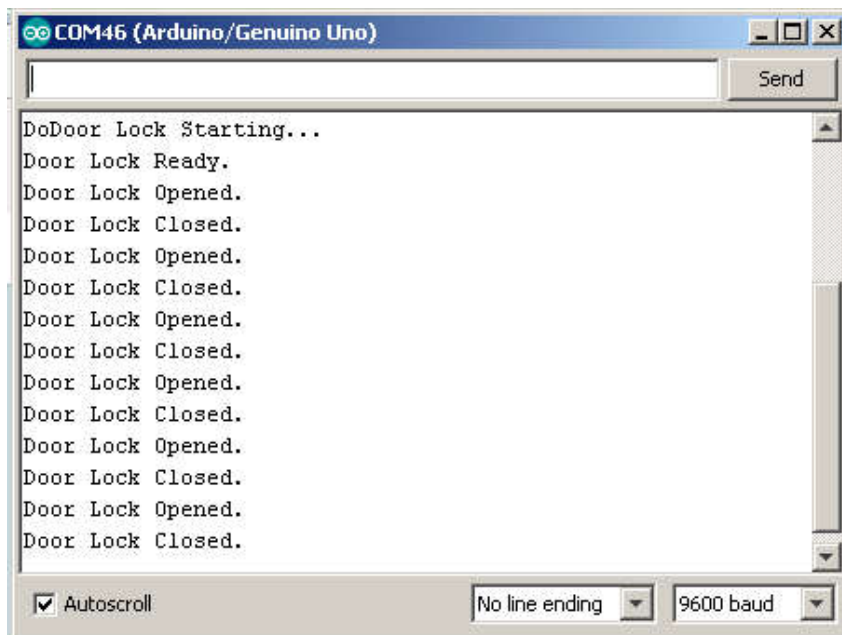 COM46 (Arduino/Genuino Uno)
Send
DoDoor Lock Starting...
Door Lock Ready.
Door Lock Opened.
Door Lock Closed.
Door Lock Opened.
Door Lock Closed.
Door Lock Opened.
Door Lock Closed.
Door Lock Opened.
Door Lock Closed.
Door Lock Opened.
Door Lock Closed.
Door Lock Opened.
Door Lock Closed.
Autoscroll No line ending 9600 baud